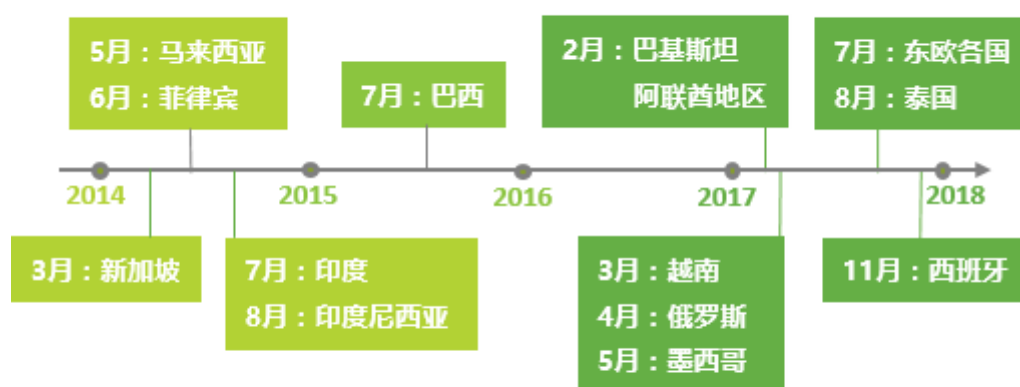 5月：马来西亚
6月：菲律宾
7月：巴西
2月：巴基斯坦
阿联酋地区
7月：东欧各国
8月：泰国
2014
2015
2016
2017
2018
3月：新加坡
7月：印度
8月：印度尼西亚
3月：越南
4月：俄罗斯
5月：墨西哥
11月：西班牙